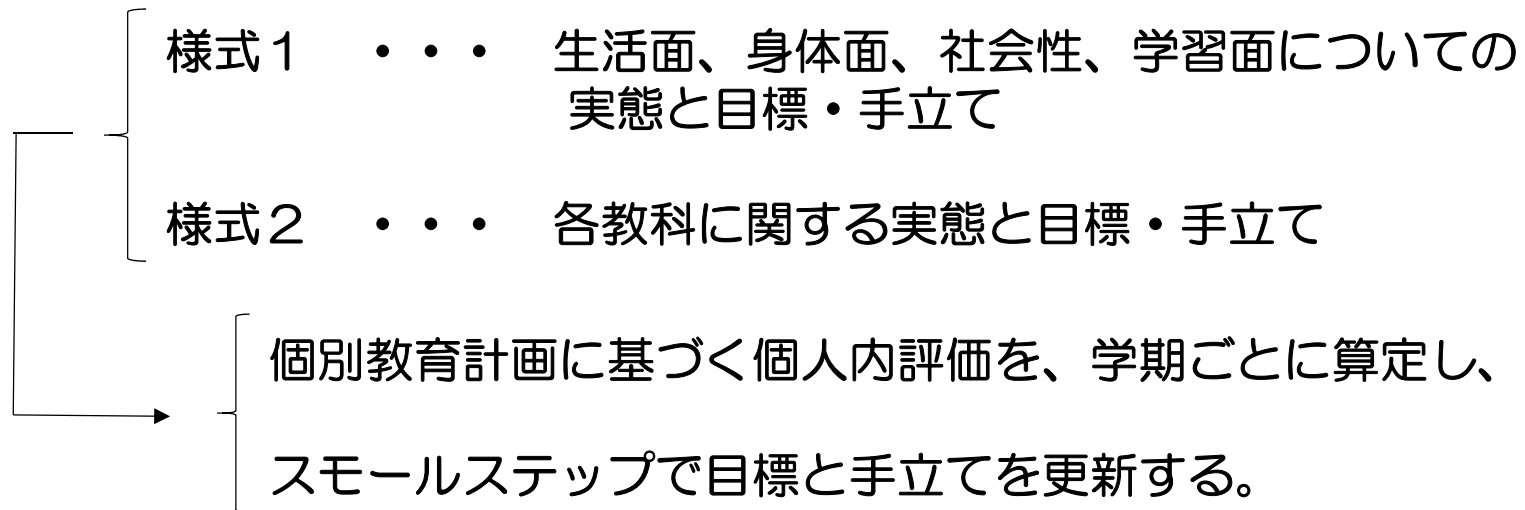 様式１　・・・　生活面、身体面、社会性、学習面についての
実態と目標・手立て
様式２　・・・　各教科に関する実態と目標・手立て
個別教育計画に基づく個人内評価を、学期ごとに算定し、
スモールステップで目標と手立てを更新する。